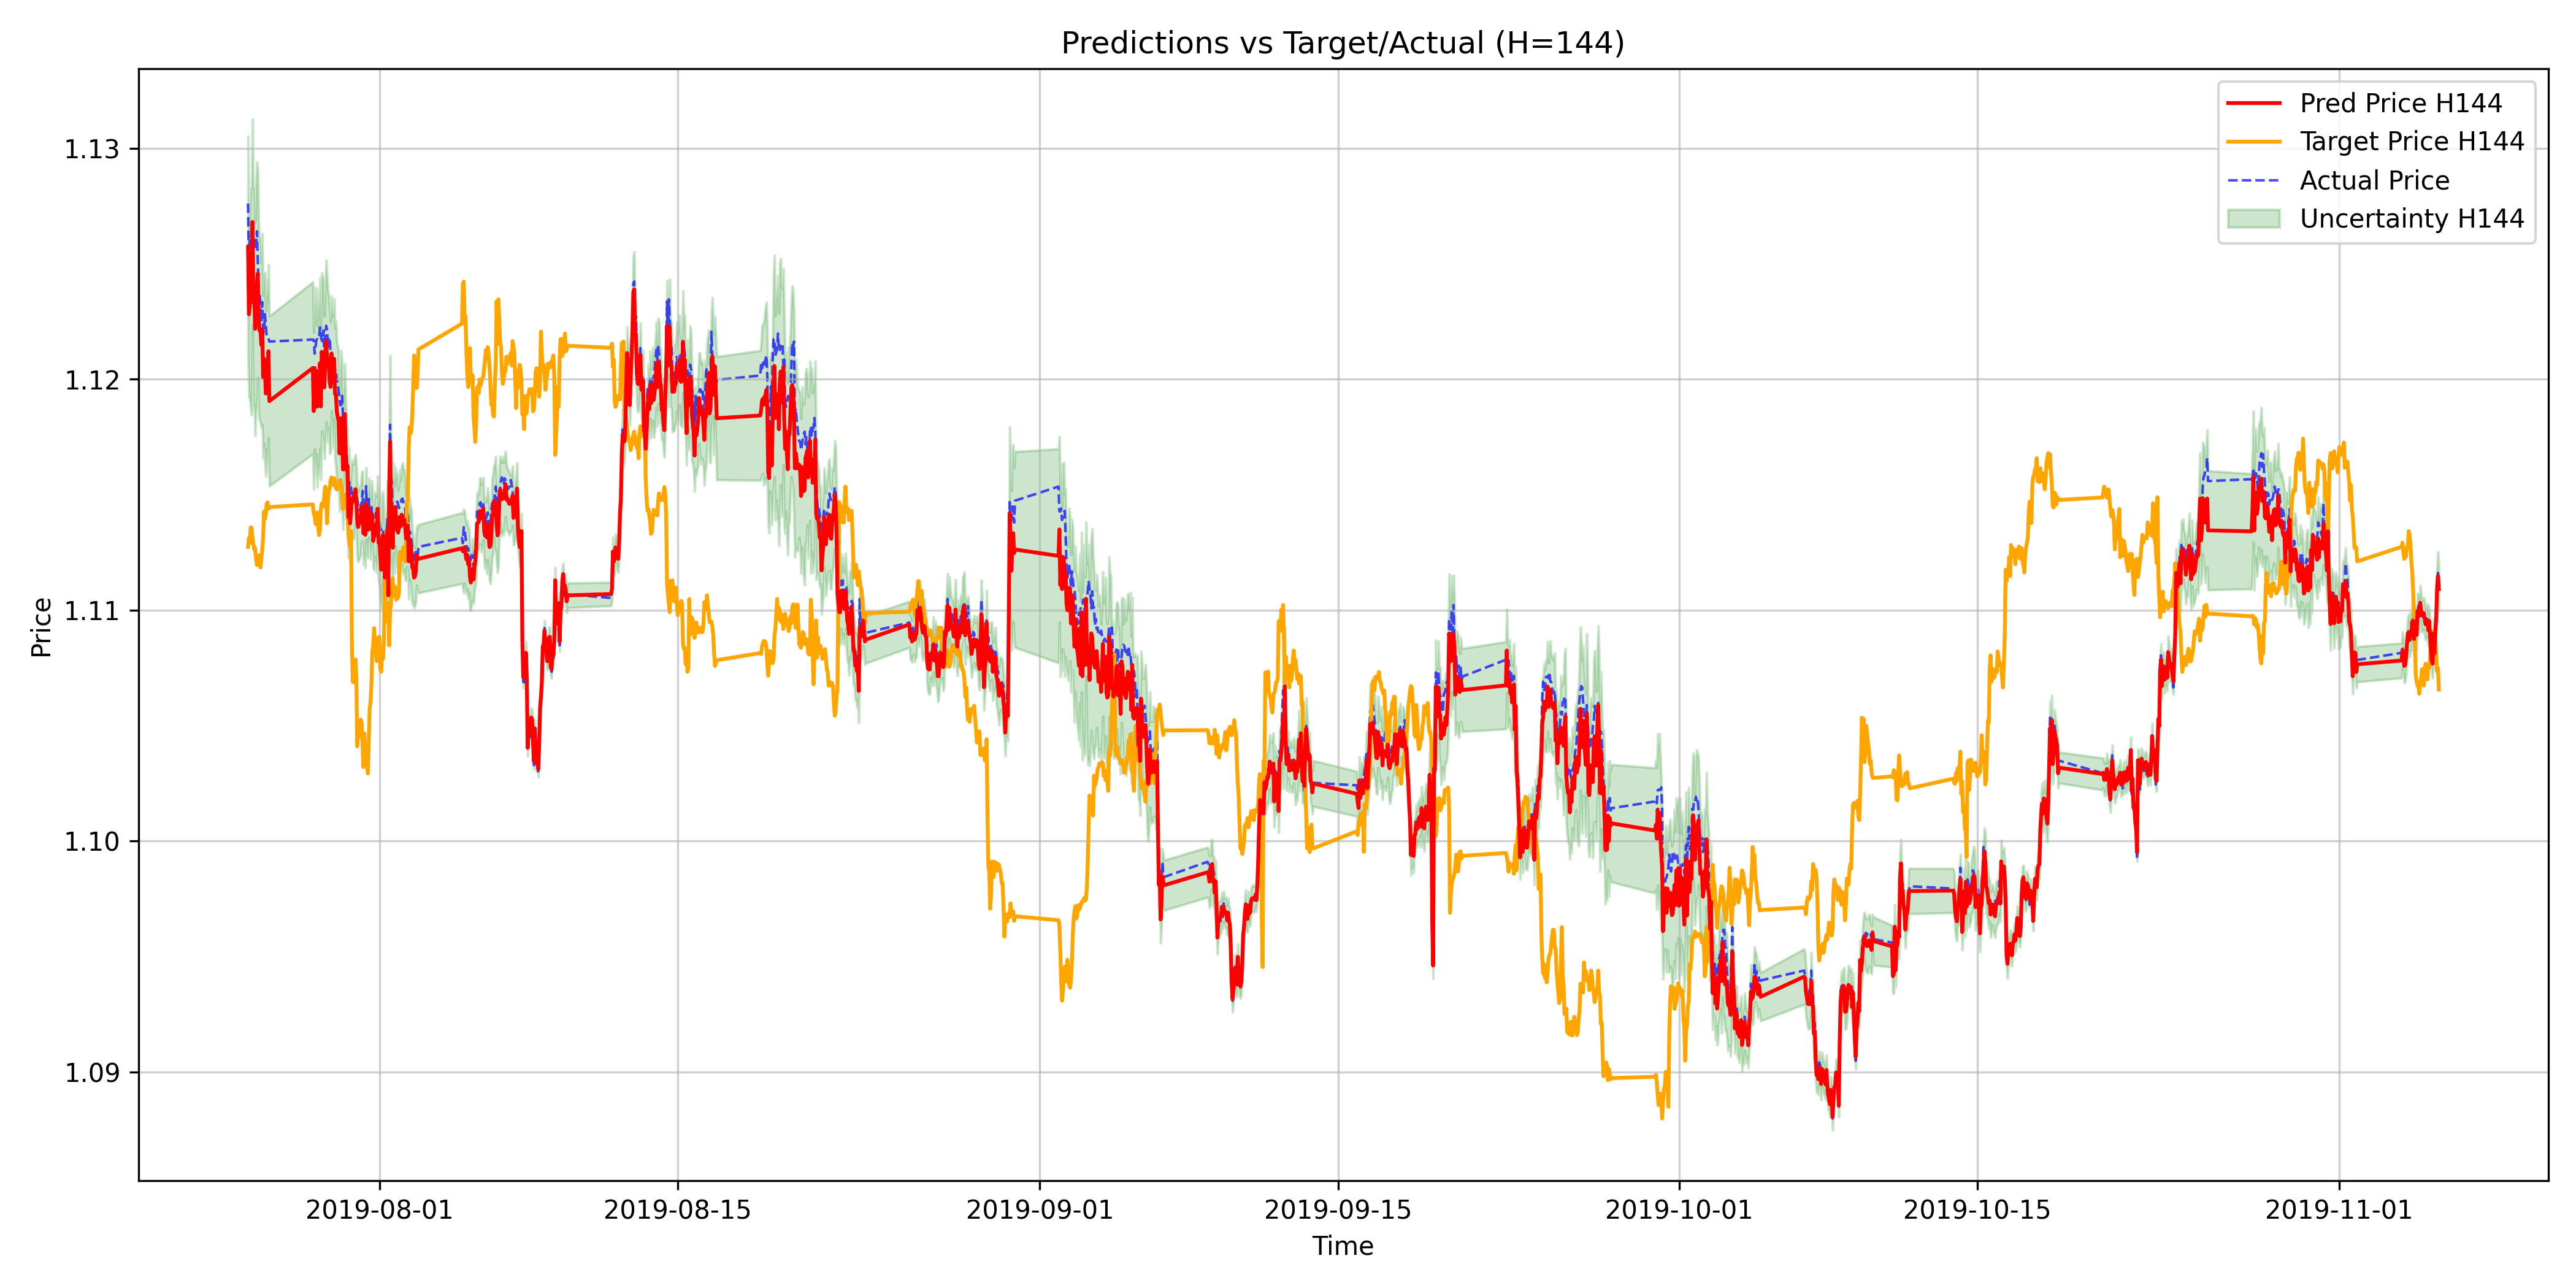 Predictions vs Target/Actual (H=144)
Pred Price H144
Target Price H144
Actual Price
Uncertainty H144
Price
1.13
1.12
1.11
1.10
1.09
2019-08-01
2019-08-15
2019-09-01
2019-09-15
2019-10-01
2019-10-15
2019-11-01
Time